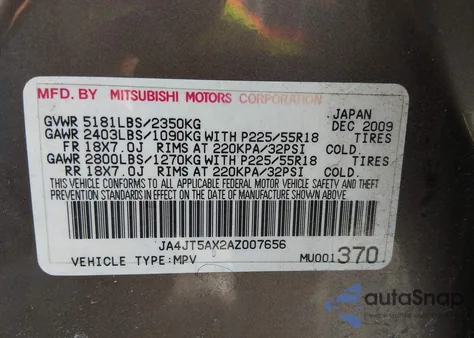 MFD. BY MITSUBISHI MOTORS CORPORATION
GVWR 5181LBS/2350KG JAPAN
DEC 2009
GAWR 2403LBS/1090KG WITH P225/55R18 TIRES
FR 18X7.0J RIMS AT 220KPA/32PSI COLD.
GAWR 2800LBS/1270KG WITH P225/55R18 TIRES
RR 18X7.0J RIMS AT 220KPA/32PSI COLD.
THIS VEHICLE CONFORMS TO ALL APPLICABLE FEDERAL MOTOR VEHICLE SAFETY AND THEFT
PREVENTION STANDARDS IN EFFECT ON THE DATE OF MANUFACTURE SHOWN ABOVE.
JA4JT5AX2AZ007656
VEHICLE TYPE:MPV MU001370
autoSnap